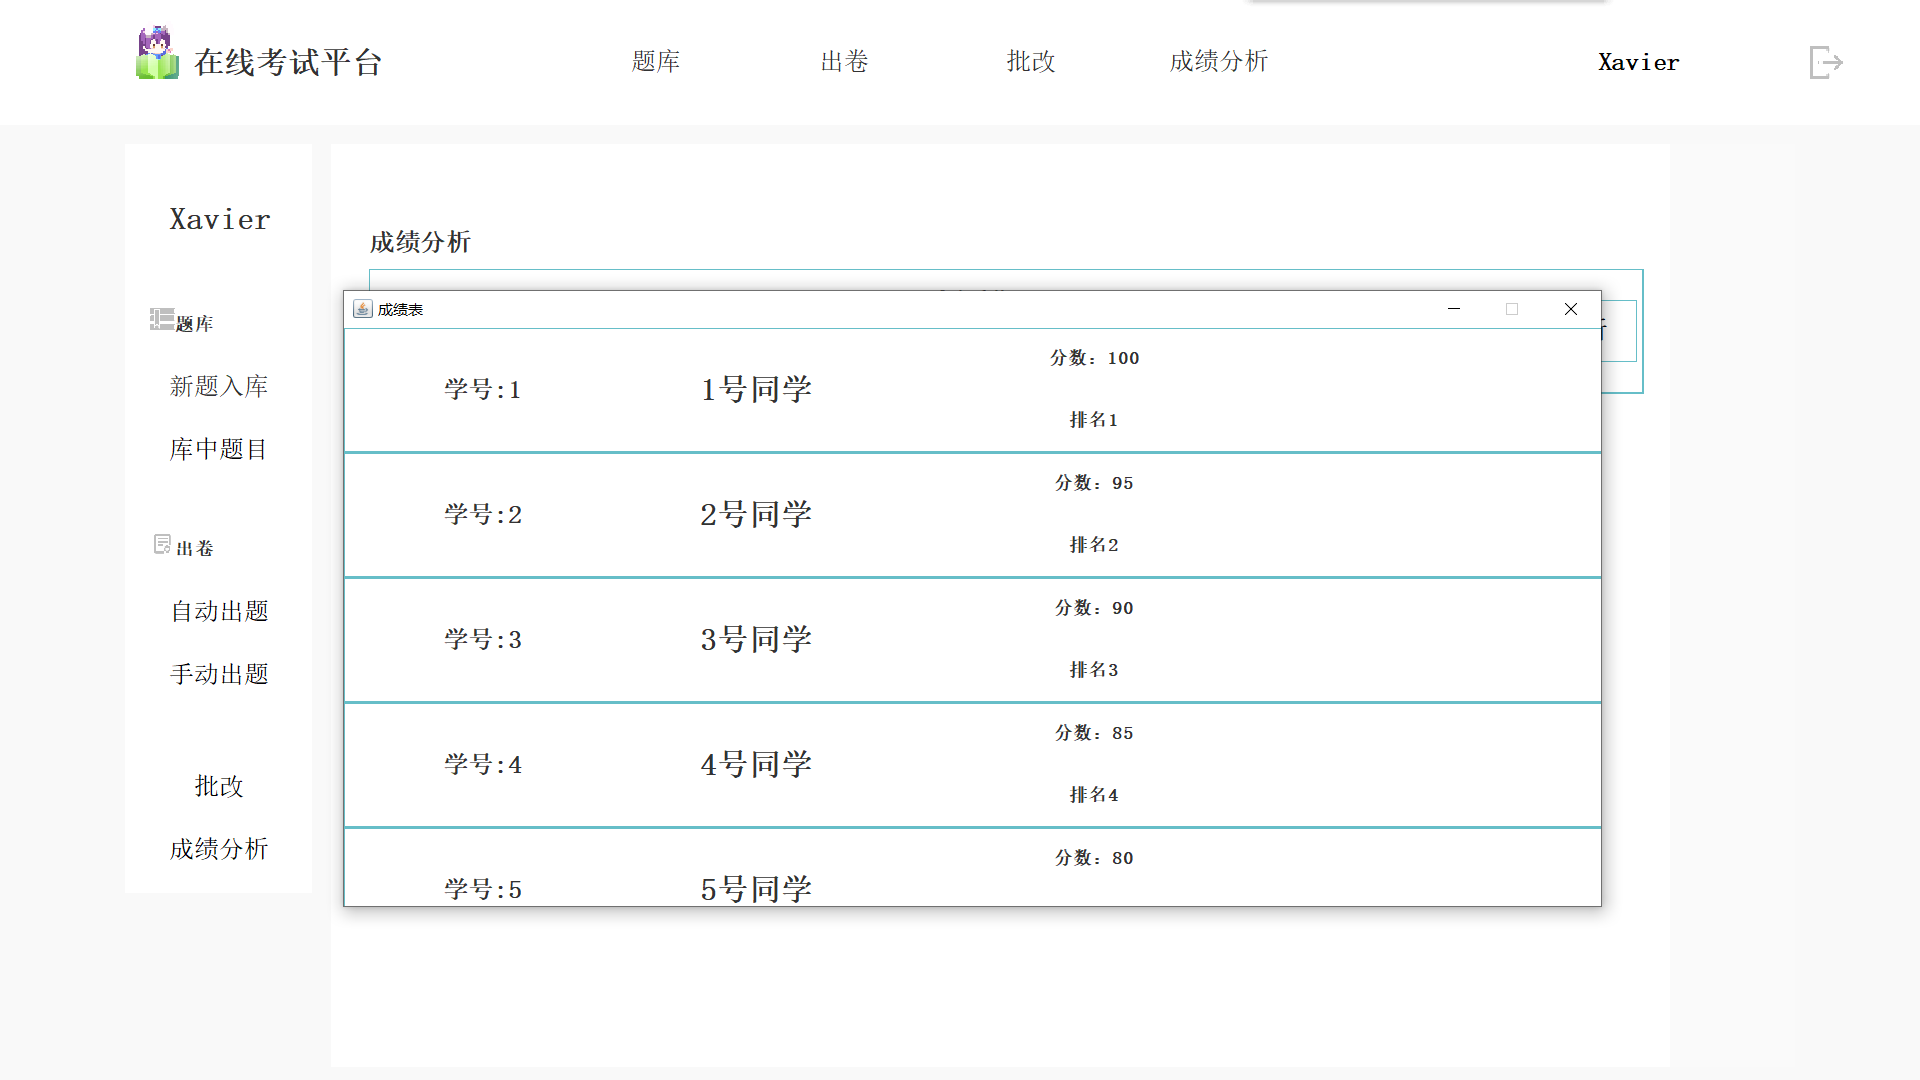 在线考试平台
题库
出卷
批改
成绩分析
Xavier
Xavier
题库
新题入库
库中题目
出卷
自动出题
手动出题
批改
成绩分析
成绩分析
成绩表
学号:1
1号同学
分数：100
排名1
学号:2
2号同学
分数：95
排名2
学号:3
3号同学
分数：90
排名3
学号:4
4号同学
分数：85
排名4
学号:5
5号同学
分数：80